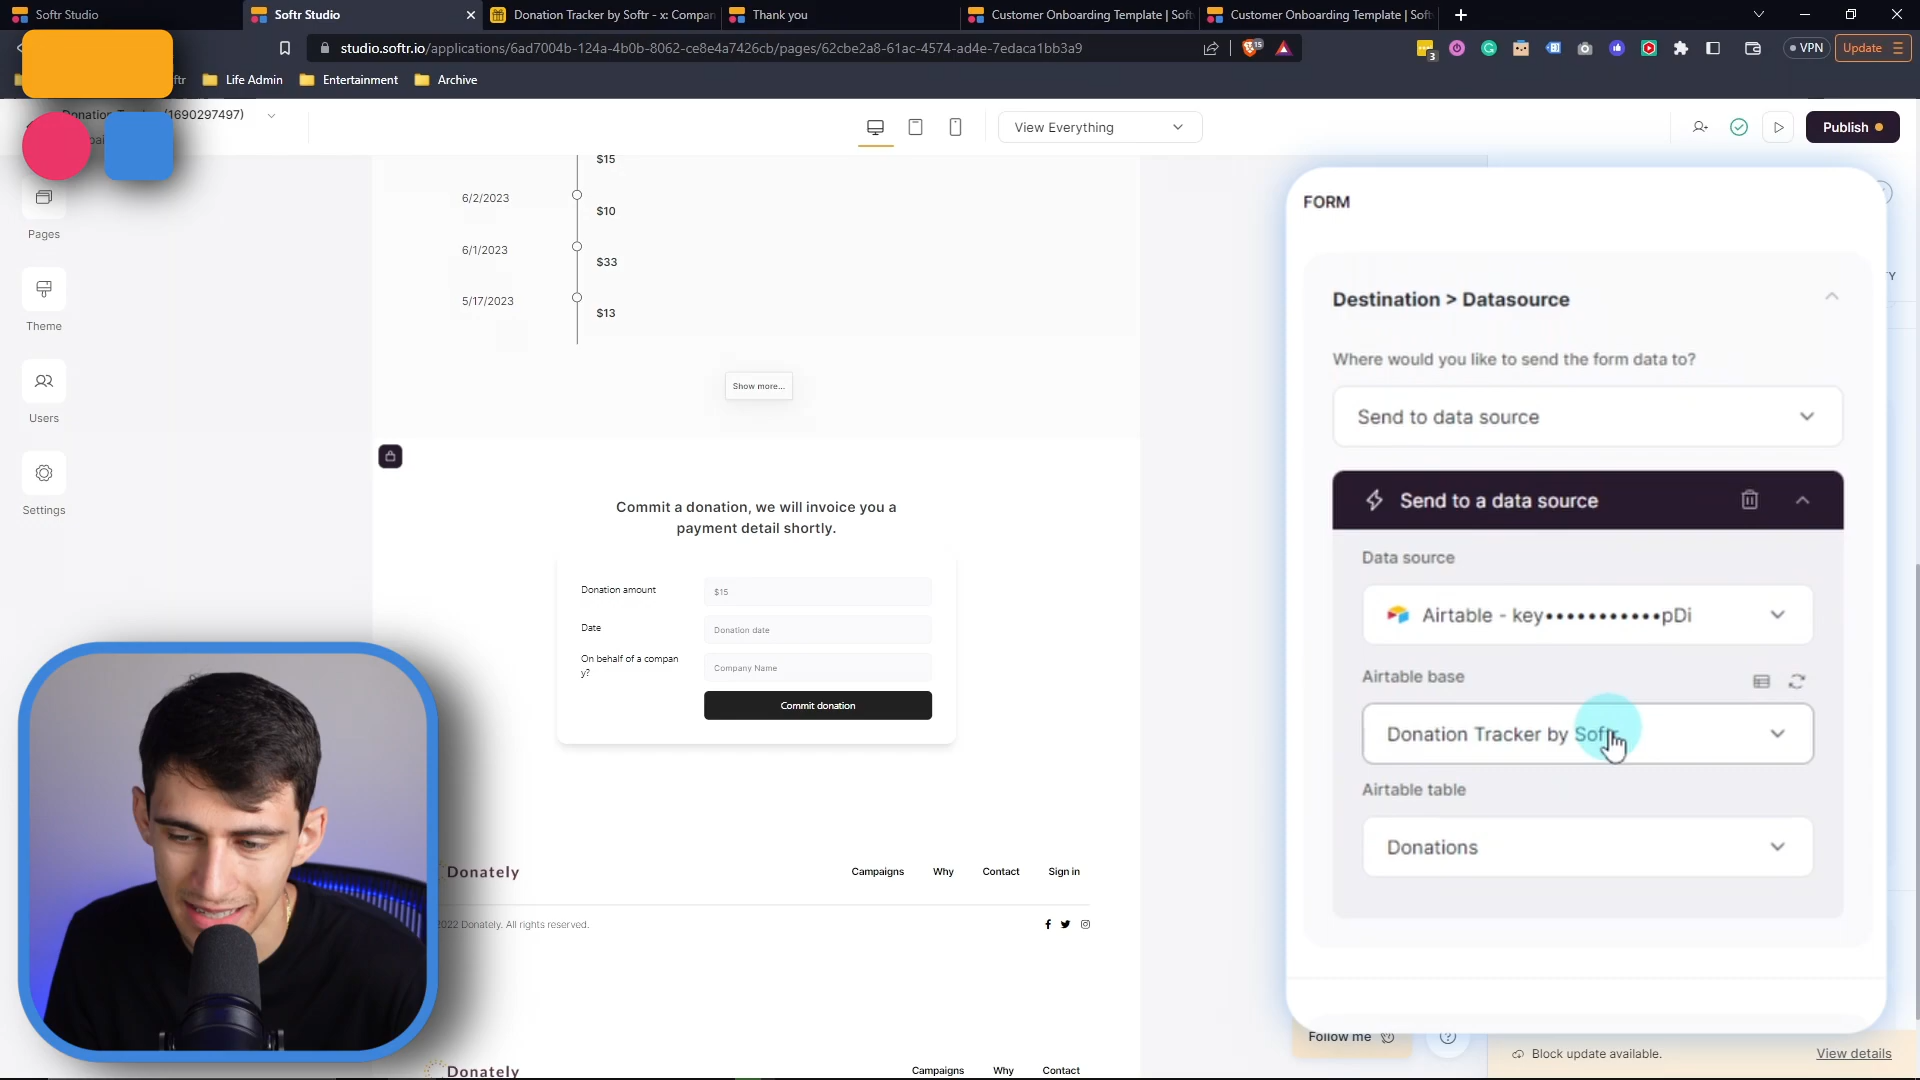 Softr Studio
Softr Studio
Donation Tracker by Softr - x: Compan
Thank you
Customer Onboarding Template | Soft
Customer Onboarding Template | Soft
studio.softr.io/applications/6ad7004b-124a-4b0b-8062-ce8e4a7426cb/pages/62cbe2a8-61ac-4574-ad4e-7edaca1bb3a9
15
3
VPN
Update
ftr
Life Admin
Entertainment
Archive
(1690297497)
View Everything
Publish
Pages
Theme
Users
Settings
$15
6/2/2023
$10
6/1/2023
$33
5/17/2023
$13
Show more...
Commit a donation, we will invoice you a
payment detail shortly.
Donation amount
$15
Date
Donation date
On behalf of a compan
y?
Company Name
Commit donation
Donately
Campaigns
Why
Contact
Sign in
2022 Donately. All rights reserved.
Donately
Campaigns
Why
Contact
FORM
Destination > Datasource
Where would you like to send the form data to?
Send to data source
Send to a data source
Data source
Airtable - key•••••••••••pDi
Airtable base
Donation Tracker by Softr
Airtable table
Donations
Follow me
Block update available.
View details